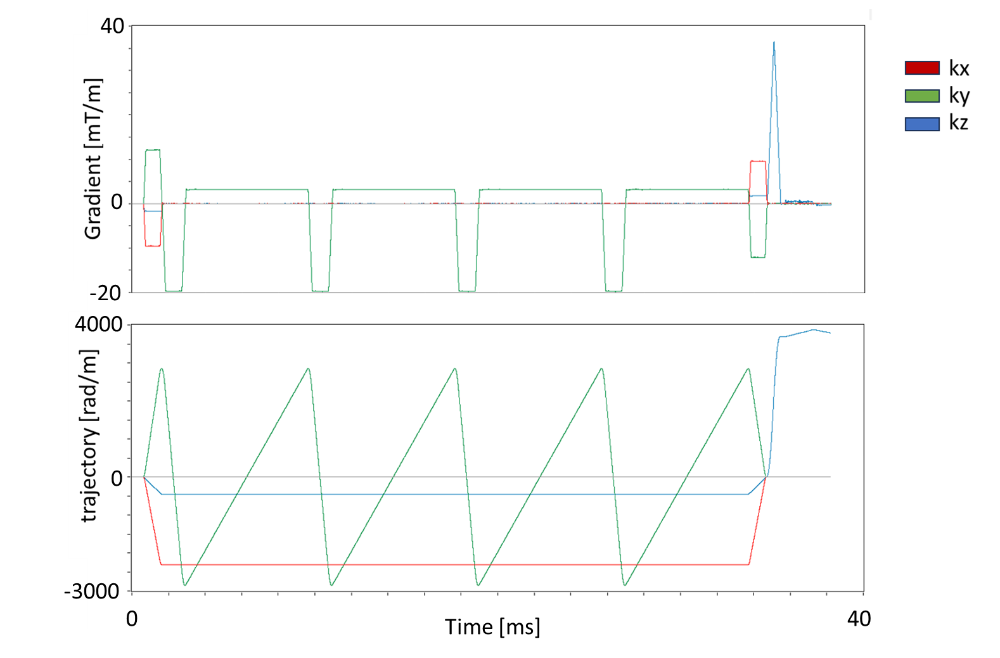 40
0
-20
Gradient [mT/m]
kx
ky
kz
4000
0
-3000
trajectory [rad/m]
0
40
Time [ms]